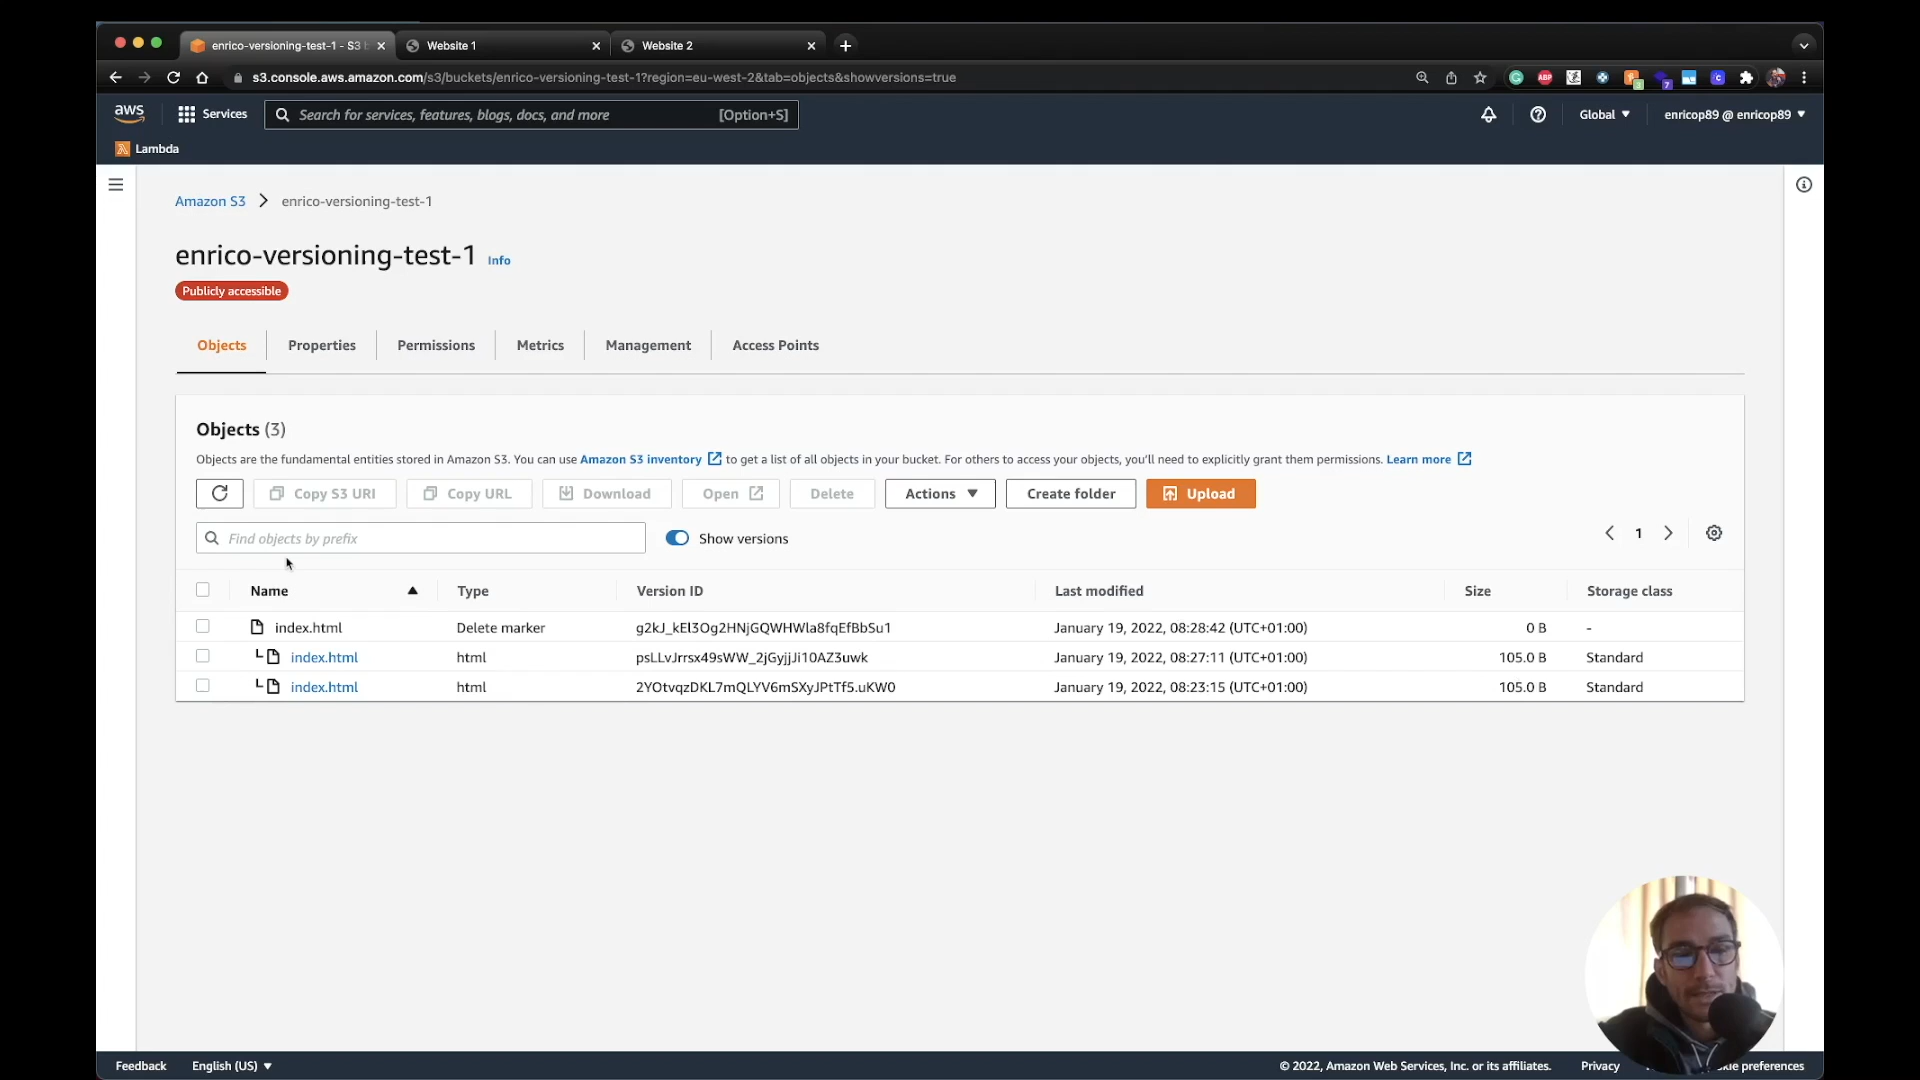 enrico-versioning-test-1 - S3 b
Website 1
Website 2
s3.console.aws.amazon.com/s3/buckets/enrico-versioning-test-1?region=eu-west-2&tab=objects&showversions=true
aws
Services
Search for services, features, blogs, docs, and more
[Option+S]
Global
enricop89 @ enricop89
Lambda
Amazon S3
enrico-versioning-test-1
enrico-versioning-test-1 Info
Publicly accessible
Objects
Properties
Permissions
Metrics
Management
Access Points
Objects (3)
Objects are the fundamental entities stored in Amazon S3. You can use Amazon S3 inventory to get a list of all objects in your bucket. For others to access your objects, you'll need to explicitly grant them permissions. Learn more
Copy S3 URI
Copy URL
Download
Open
Delete
Actions
Create folder
Upload
Find objects by prefix
Show versions
1
Name Type Version ID Last modified Size Storage class
index.html Delete marker g2kJ_kEl3Og2HNjGQWHWla8fqEfBbSu1 January 19, 2022, 08:28:42 (UTC+01:00) 0 B -
index.html html psLLvJrrsx49sWW_2jGyjjJi10AZ3uwk January 19, 2022, 08:27:11 (UTC+01:00) 105.0 B Standard
index.html html 2YOtvqzDKL7mQLYV6mSXyJPtTf5.uKW0 January 19, 2022, 08:23:15 (UTC+01:00) 105.0 B Standard
Feedback
English (US)
© 2022, Amazon Web Services, Inc. or its affiliates.
Privacy
preferences